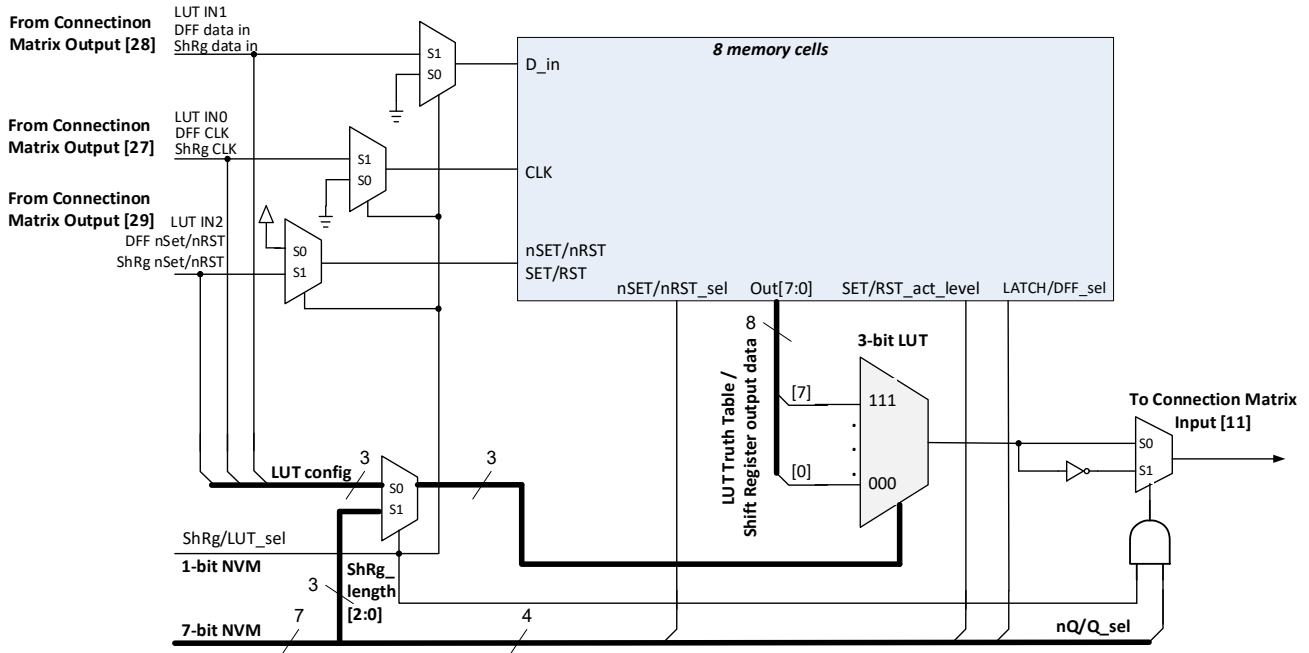 From Connectinon
Matrix Output [28]
LUT IN1
DFF data in
ShRg data in
S1
S0
8 memory cells
D_in
From Connectinon
Matrix Output [27]
LUT IN0
DFF CLK
ShRg CLK
S1
S0
CLK
From Connectinon
Matrix Output [29]
LUT IN2
DFF nSet/nRST
ShRg nSet/nRST
S0
S1
nSET/nRST
SET/RST
nSET/nRST_sel
Out[7:0]
SET/RST_act_level
LATCH/DFF_sel
8
3-bit LUT
LUT Truth Table /
Shift Register output data
[7]
111
[0]
000
To Connection Matrix
Input [11]
S0
S1
LUT config
3
S0
S1
3
ShRg/LUT_sel
1-bit NVM
3
ShRg_
length
[2:0]
7-bit NVM
7
4
nQ/Q_sel